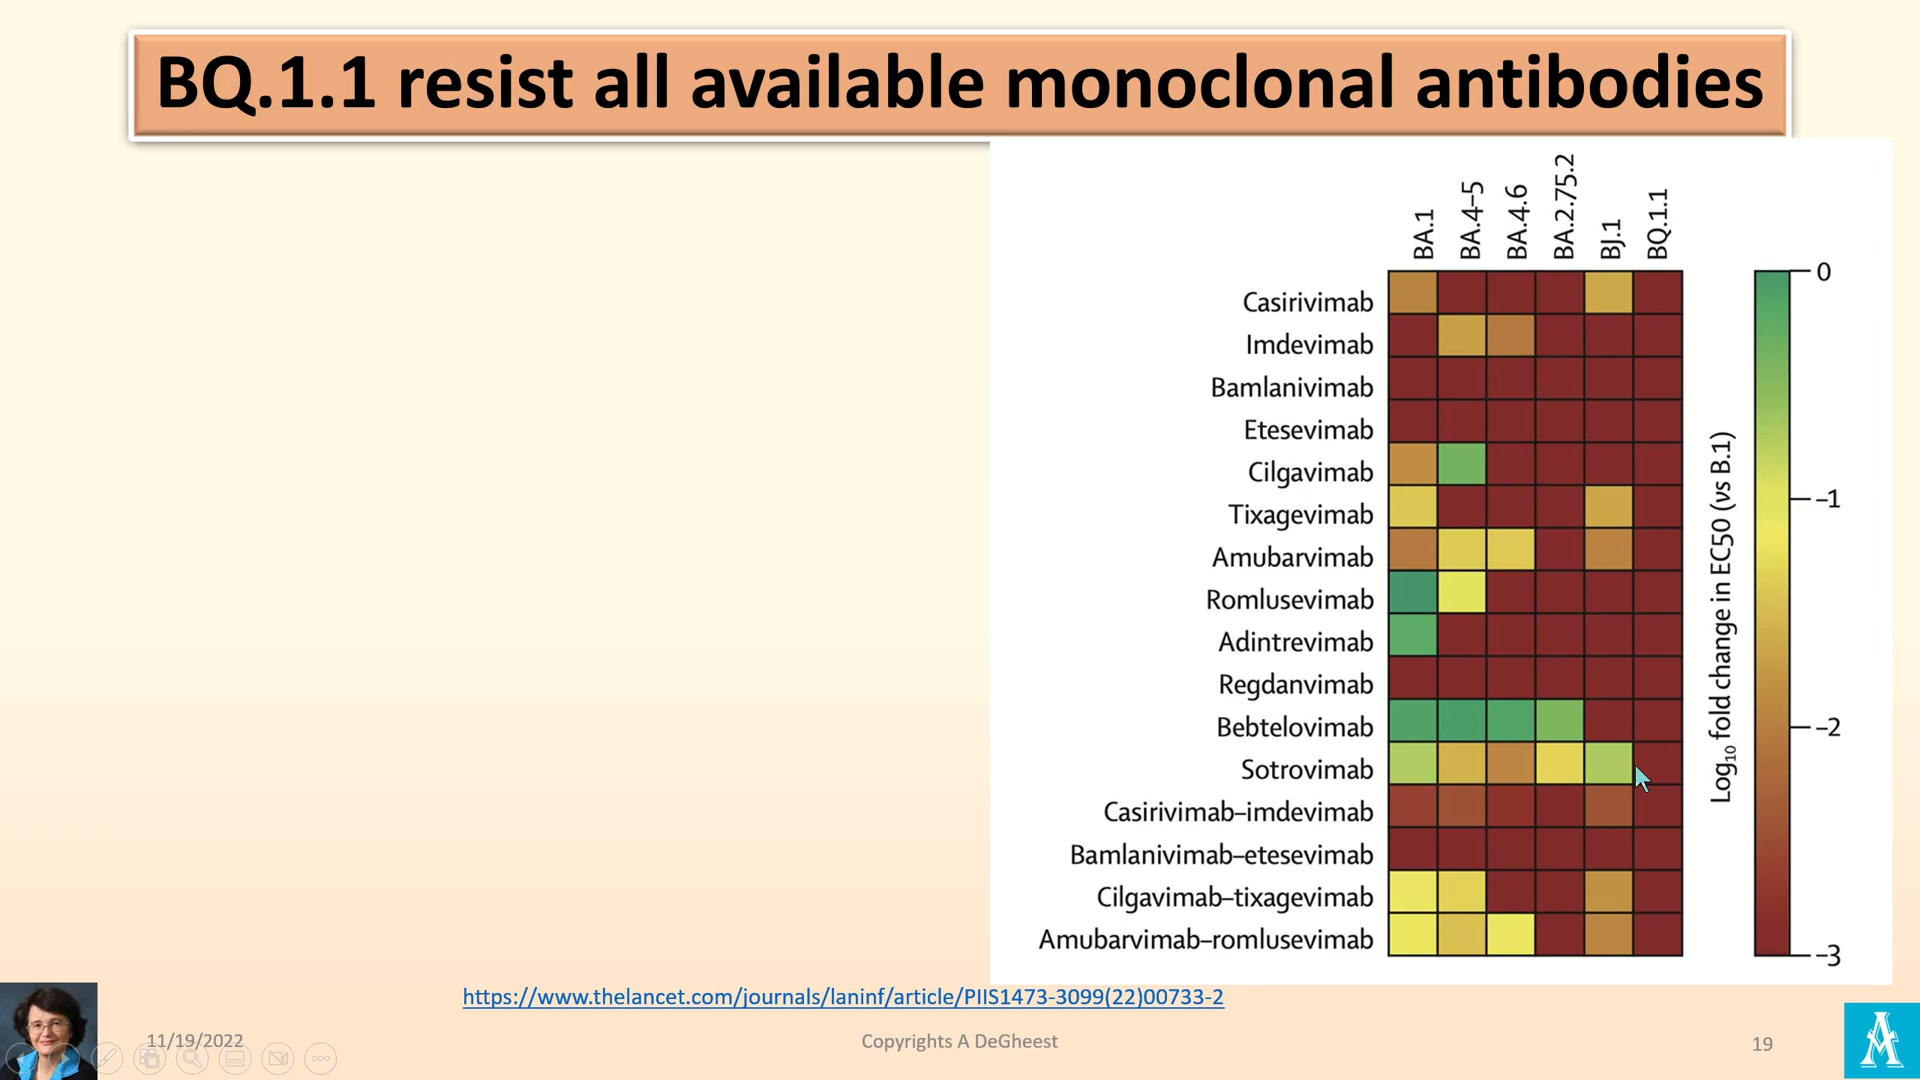 BQ.1.1 resist all available monoclonal antibodies
BA.1
BA.4–5
BA.4.6
BA.2.75.2
BJ.1
BQ.1.1
Casirivimab
Imdevimab
Bamlanivimab
Etesevimab
Cilgavimab
Tixagevimab
Amubarvimab
Romlusevimab
Adintrevimab
Regdanvimab
Bebtelovimab
Sotrovimab
Casirivimab–imdevimab
Bamlanivimab–etesevimab
Cilgavimab–tixagevimab
Amubarvimab–romlusevimab
Log₁₀ fold change in EC50 (vs B.1)
0
–1
–2
–3
https://www.thelancet.com/journals/laninf/article/PIIS1473-3099(22)00733-2
11/19/2022
Copyrights A DeGheest
19
A